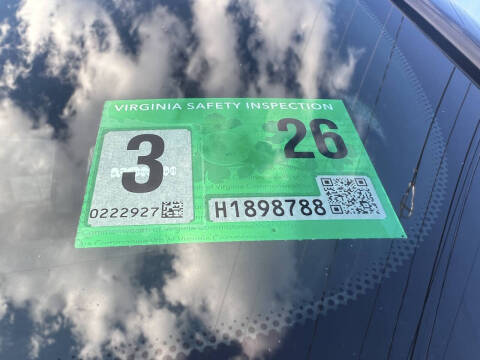 VIRGINIA SAFETY INSPECTION
3
26
0222927
H1898788